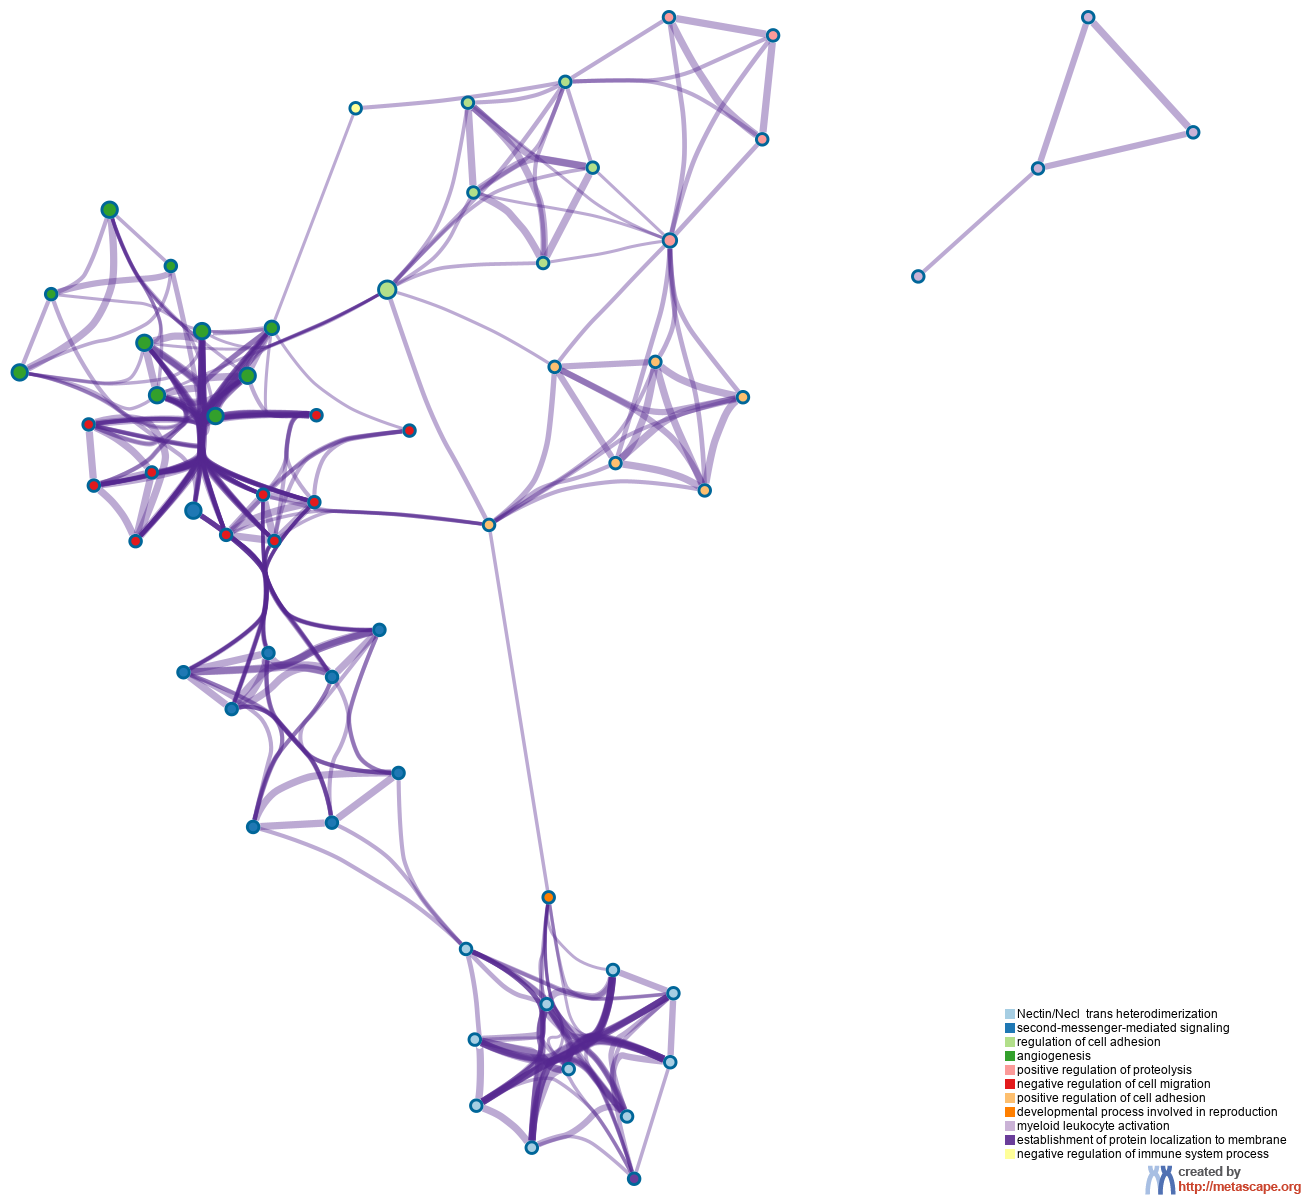 Nectin/Necl trans heterodimerization
second-messenger-mediated signaling
regulation of cell adhesion
angiogenesis
positive regulation of proteolysis
negative regulation of cell migration
positive regulation of cell adhesion
developmental process involved in reproduction
myeloid leukocyte activation
establishment of protein localization to membrane
negative regulation of immune system process
created by
http://metascape.org